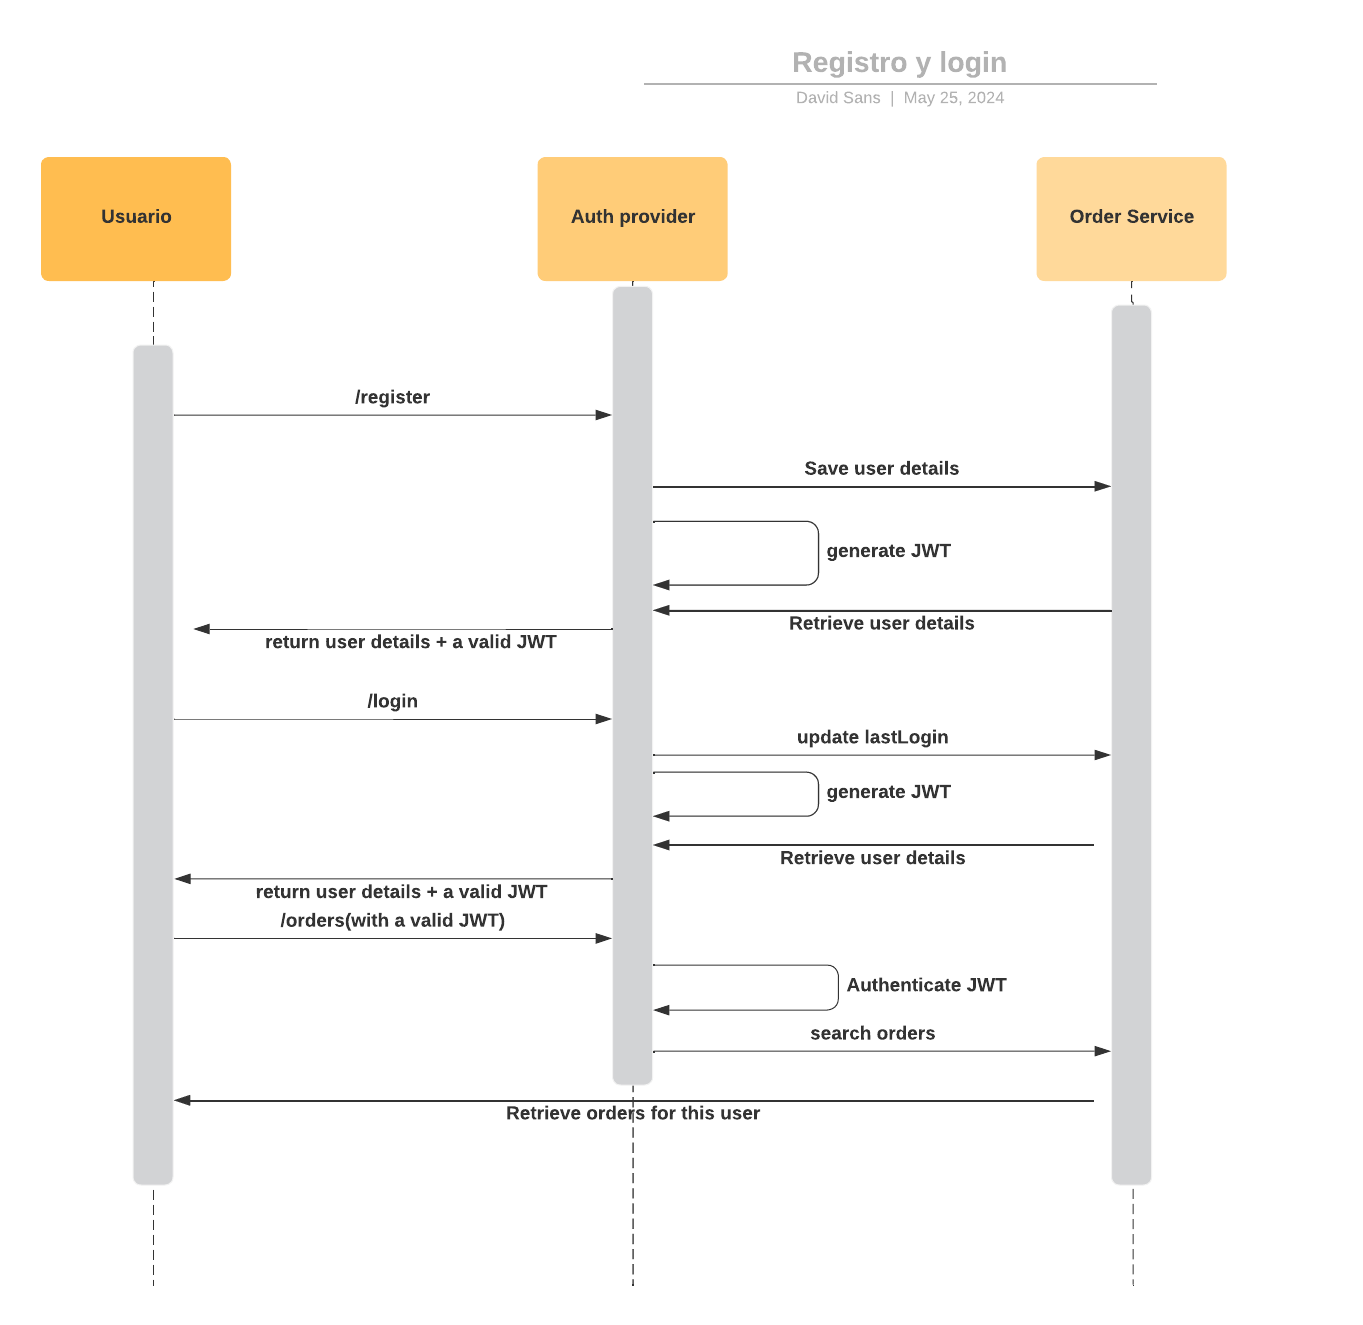 Registro y login
David Sans | May 25, 2024
Usuario
Auth provider
Order Service
/register
Save user details
generate JWT
Retrieve user details
return user details + a valid JWT
/login
update lastLogin
generate JWT
Retrieve user details
return user details + a valid JWT
/orders(with a valid JWT)
Authenticate JWT
search orders
Retrieve orders for this user